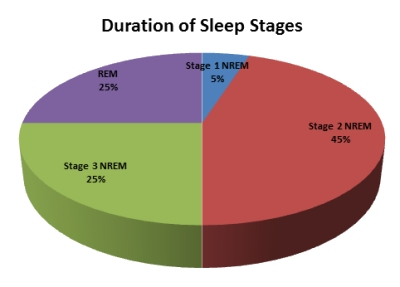 Duration of Sleep Stages
Stage 1 NREM
5%
REM
25%
Stage 2 NREM
45%
Stage 3 NREM
25%